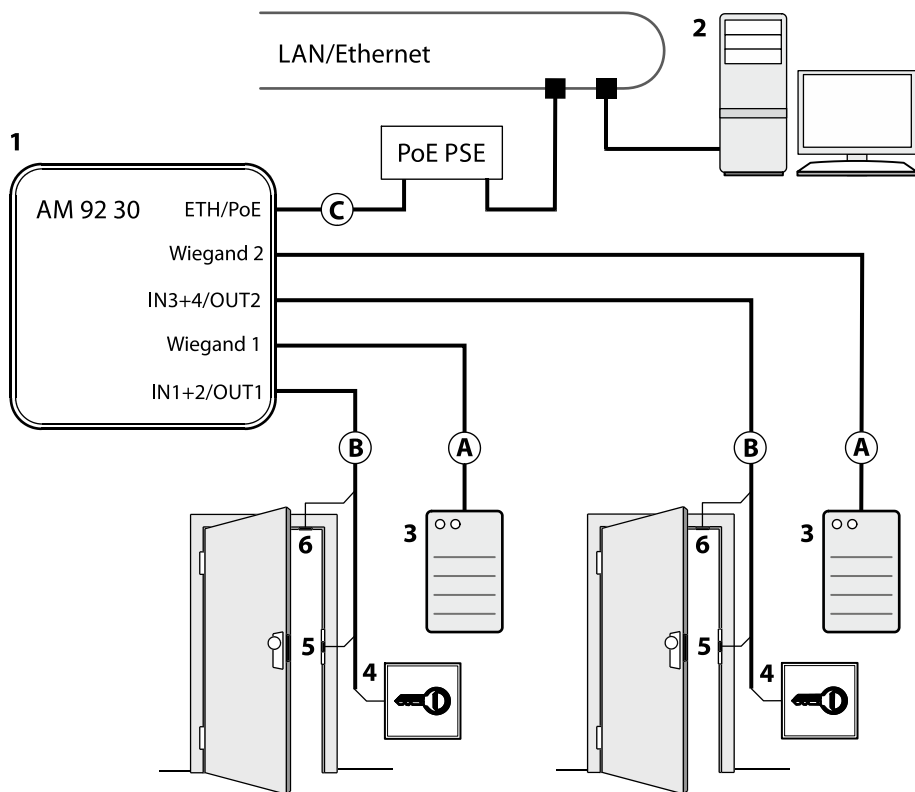 LAN/Ethernet
2
1
PoE PSE
AM 92 30
ETH/PoE
C
Wiegand 2
IN3+4/OUT2
Wiegand 1
IN1+2/OUT1
B
A
B
A
6
3
6
3
5
4
5
4